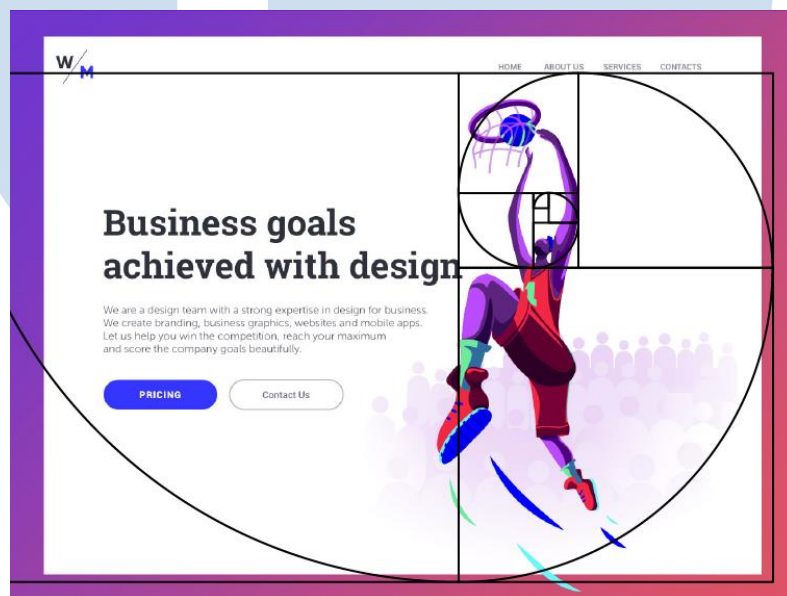 W
M
HOME ABOUT US SERVICES CONTACTS
Business goals
achieved with design
We are a design team with a strong expertise in design for business.
We create branding, business graphics, websites and mobile apps.
Let us help you win the competition, reach your maximum
and score the company goals beautifully.
PRICING Contact Us